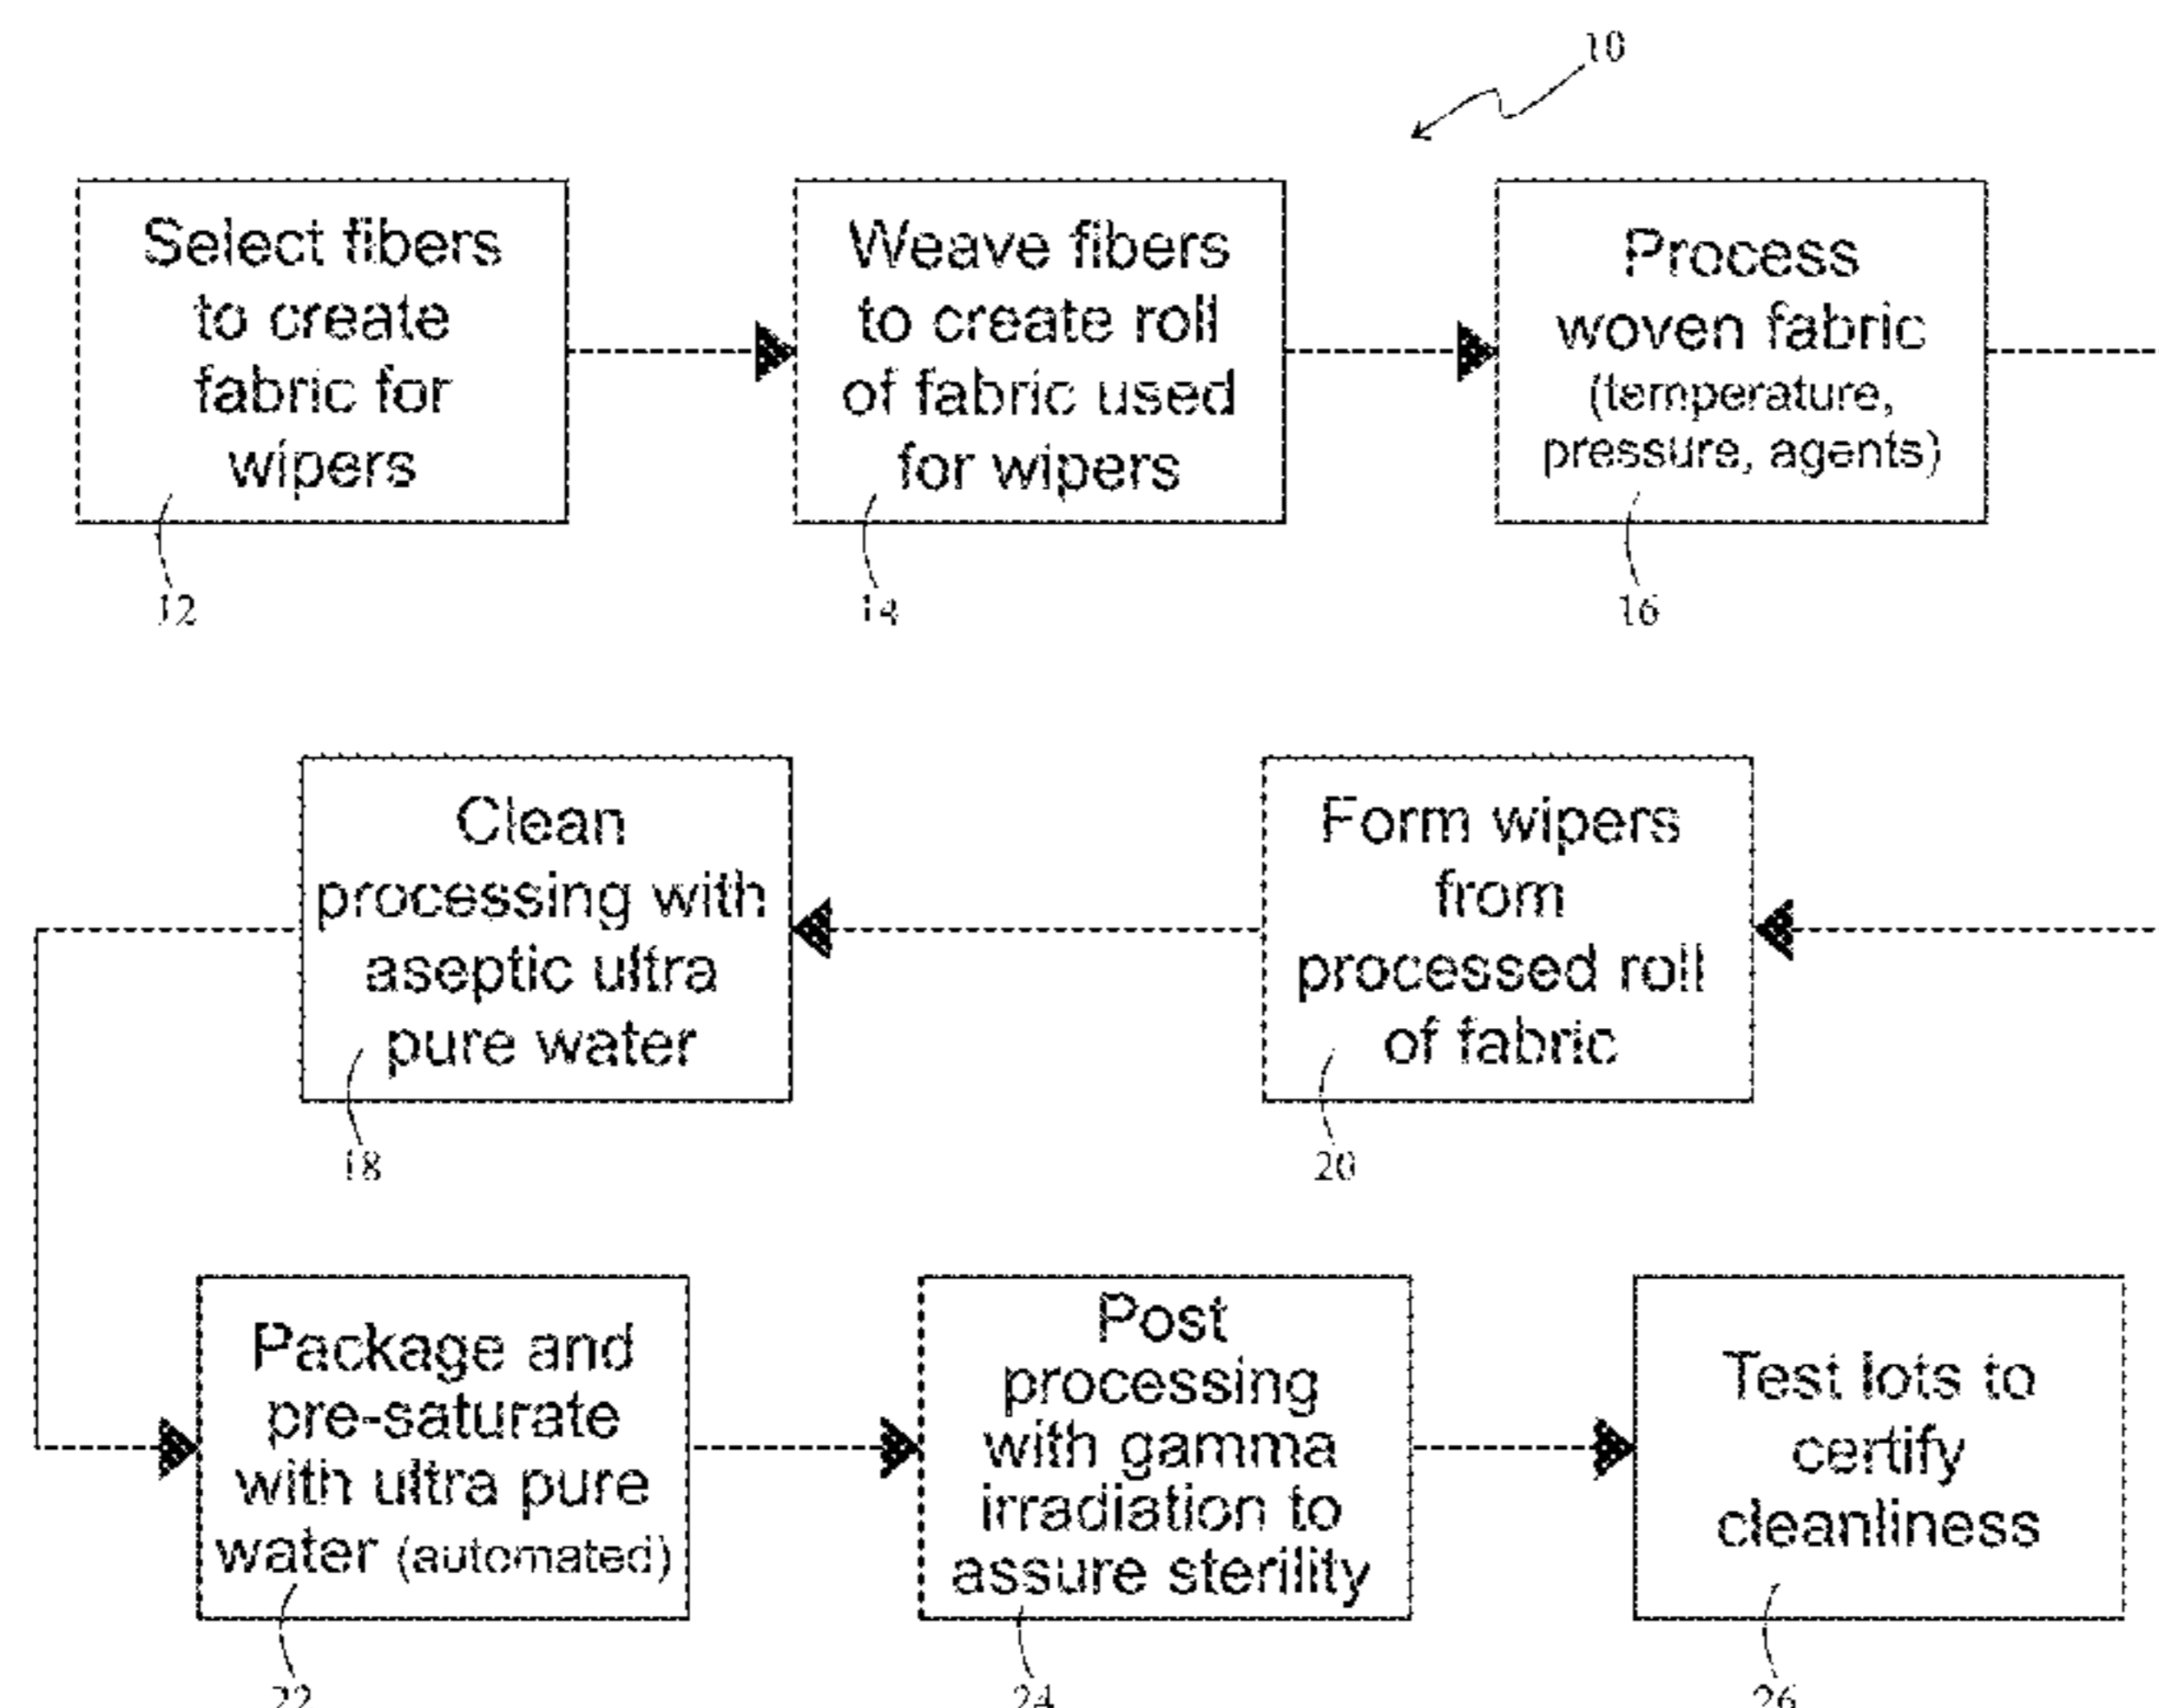 10
Select fibers
to create
fabric for
wipers
12
Weave fibers
to create roll
of fabric used
for wipers
14
Process
woven fabric
(temperature,
pressure, agents)
16
Clean
processing with
aseptic ultra
pure water
18
Form wipers
from
processed roll
of fabric
20
Package and
pre-saturate
with ultra pure
water (automated)
22
Post
processing
with gamma
irradiation to
assure sterility
24
Test lots to
certify
cleanliness
26